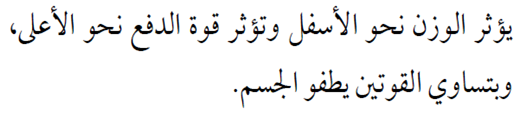 يؤثر الوزن نحو الأسفل وتؤثر قوة الدفع نحو الأعلى،
وبتساوي القوتين يطفو الجسم.